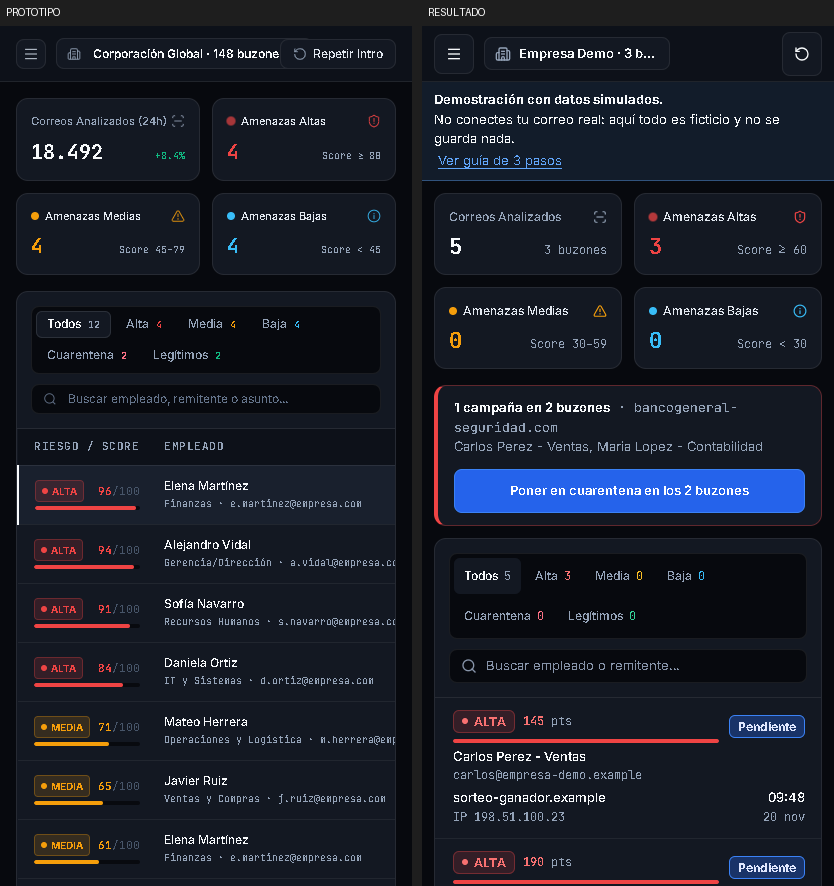 PROTOTIPO
Corporación Global · 148 buzone
Repetir Intro
Correos Analizados (24h)
18.492
+8.4%
Amenazas Altas
4
Score ≥ 80
Amenazas Medias
4
Score 45-79
Amenazas Bajas
4
Score < 45
Todos 12
Alta 4
Media 4
Baja 4
Cuarentena 2
Legítimos 2
Buscar empleado, remitente o asunto...
RIESGO / SCORE
EMPLEADO
ALTA 96/100
Elena Martínez
Finanzas · e.martinez@empresa.com
ALTA 94/100
Alejandro Vidal
Gerencia/Dirección · a.vidal@empresa.co
ALTA 91/100
Sofía Navarro
Recursos Humanos · s.navarro@empresa.com
ALTA 84/100
Daniela Ortiz
IT y Sistemas · d.ortiz@empresa.com
MEDIA 71/100
Mateo Herrera
Operaciones y Logística · m.herrera@emp
MEDIA 65/100
Javier Ruiz
Ventas y Compras · j.ruiz@empresa.com
MEDIA 61/100
Elena Martínez
Finanzas · e.martinez@empresa.com
RESULTADO
Empresa Demo · 3 b...
Demostración con datos simulados.
No conectes tu correo real: aquí todo es ficticio y no se
guarda nada.
Ver guía de 3 pasos
Correos Analizados
5
3 buzones
Amenazas Altas
3
Score ≥ 60
Amenazas Medias
0
Score 30-59
Amenazas Bajas
0
Score < 30
1 campaña en 2 buzones · bancogeneral-
seguridad.com
Carlos Perez - Ventas, Maria Lopez - Contabilidad
Poner en cuarentena en los 2 buzones
Todos 5
Alta 3
Media 0
Baja 0
Cuarentena 0
Legítimos 0
Buscar empleado o remitente...
ALTA 145 pts
Pendiente
Carlos Perez - Ventas
carlos@empresa-demo.example
sorteo-ganador.example
09:48
IP 198.51.100.23
20 nov
ALTA 190 pts
Pendiente